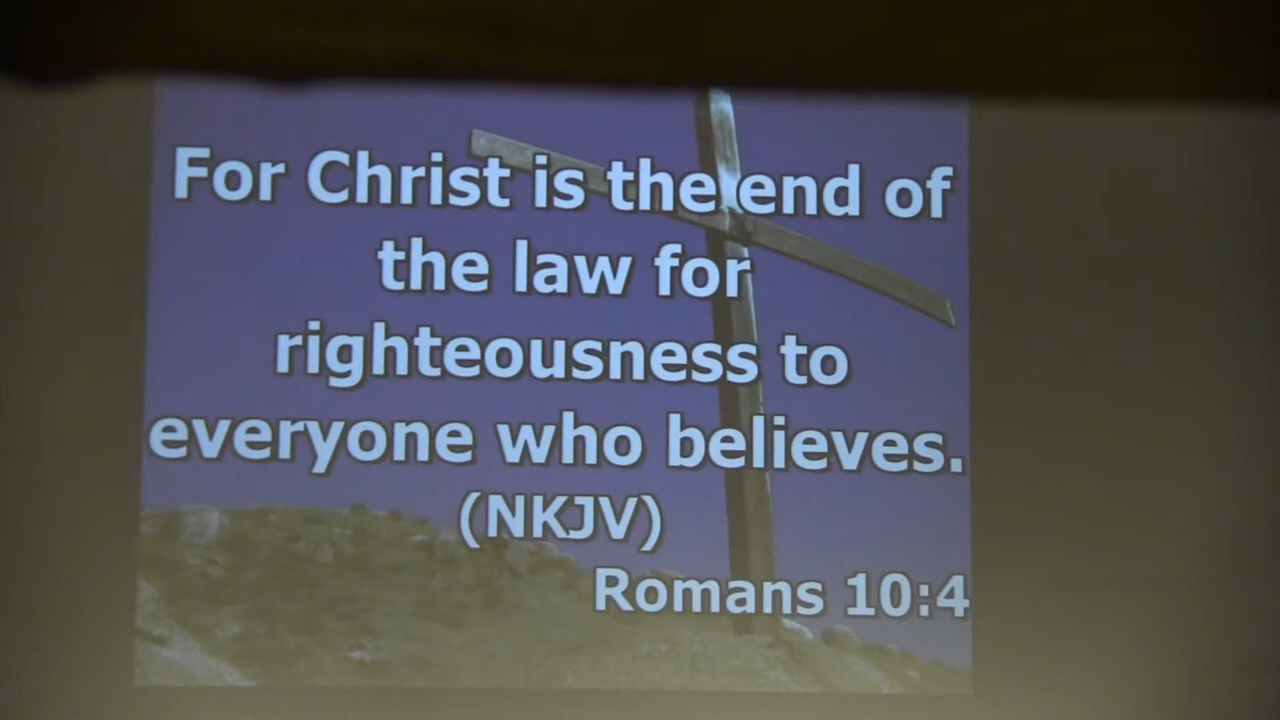 For Christ is the end of
the law for
righteousness to
everyone who believes.
(NKJV)
Romans 10:4